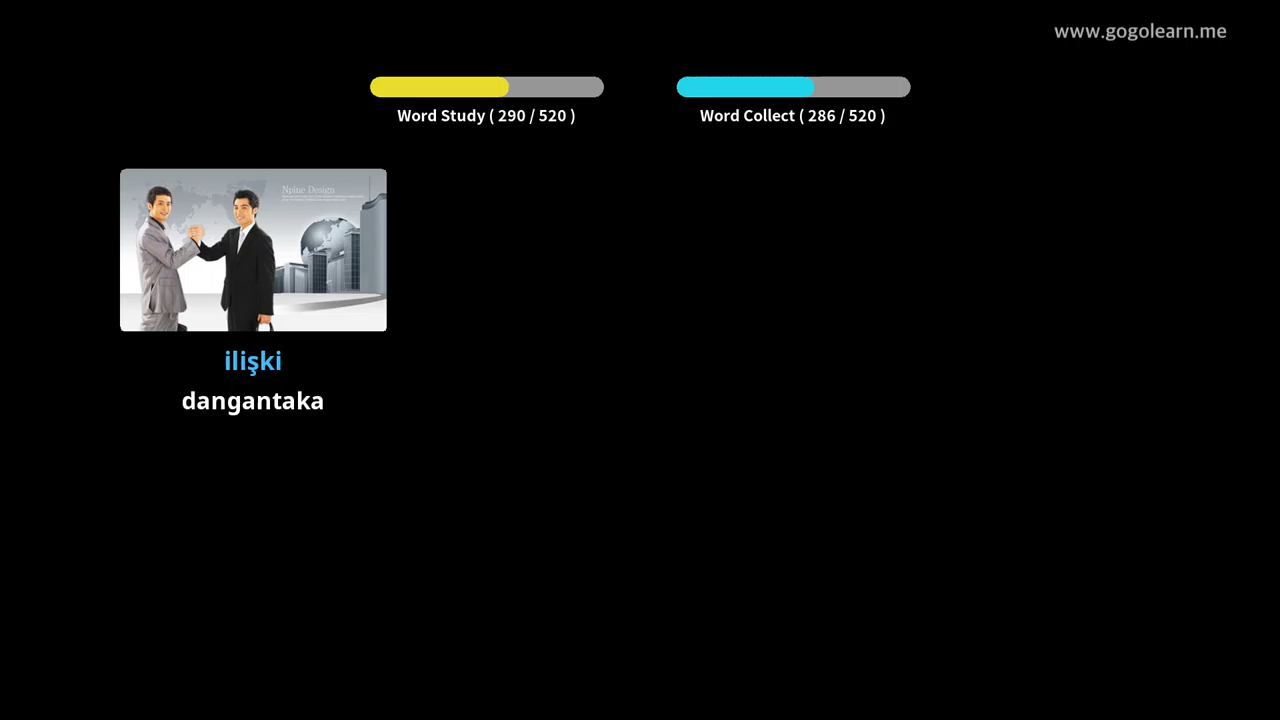 www.gogolearn.me
Word Study ( 290 / 520 )
Word Collect ( 286 / 520 )
Npine Design
ilişki
dangantaka